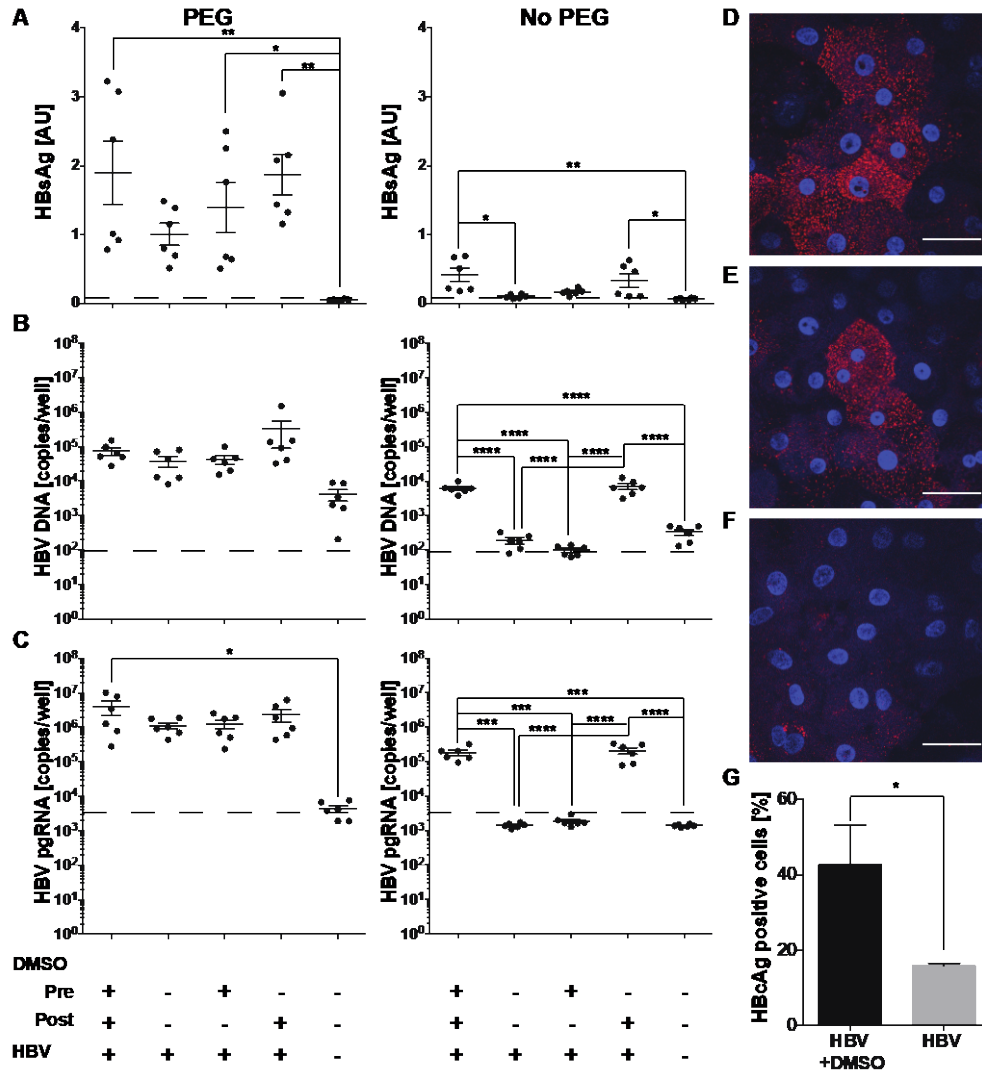 A PEG No PEG D
** **
* * *
**
HBsAg [AU] HBsAg [AU]
4 3 2 1 0
4 3 2 1 0
E
B
HBV DNA [copies/well] HBV DNA [copies/well]
10⁸ 10⁷ 10⁶ 10⁵ 10⁴ 10³ 10² 10¹ 10⁰
10⁸ 10⁷ 10⁶ 10⁵ 10⁴ 10³ 10² 10¹ 10⁰
****
**** ****
**** **** ****
F
C
HBV pgRNA [copies/well] HBV pgRNA [copies/well]
10⁸ 10⁷ 10⁶ 10⁵ 10⁴ 10³ 10² 10¹ 10⁰
10⁸ 10⁷ 10⁶ 10⁵ 10⁴ 10³ 10² 10¹ 10⁰
*
***
*** ****
*** **** ****
G
HBcAg positive cells [%]
60
40
20
0
*
HBV +DMSO
HBV
DMSO
Pre + - + - - + - + - -
Post + - - + - + - - + -
HBV + + + + - + + + + -